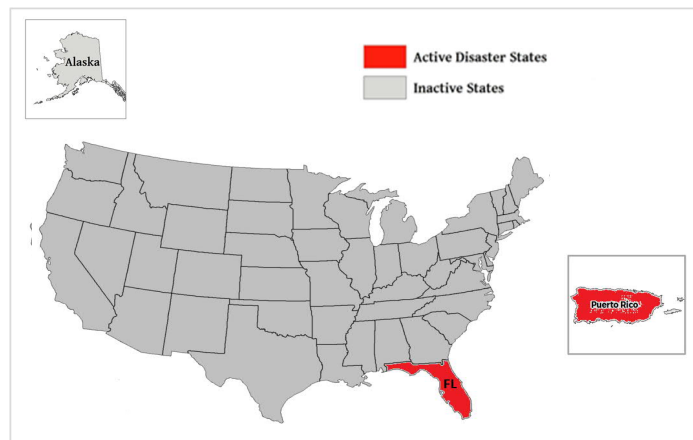 Alaska
Active Disaster States
Inactive States
Puerto Rico
FL